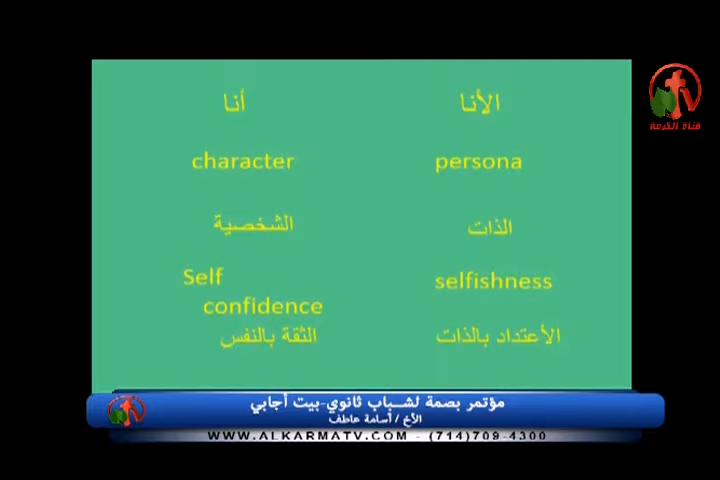 الأنا
أنا
persona
character
الذات
الشخصية
selfishness
Self
confidence
الأعتداد بالذات
الثقة بالنفس
قناة الكرمة
مؤتمر بصمة لشباب ثانوي-بيت أجابي
الأخ / أسامة عاطف
WWW.ALKARMATV.COM - (714)709-4300